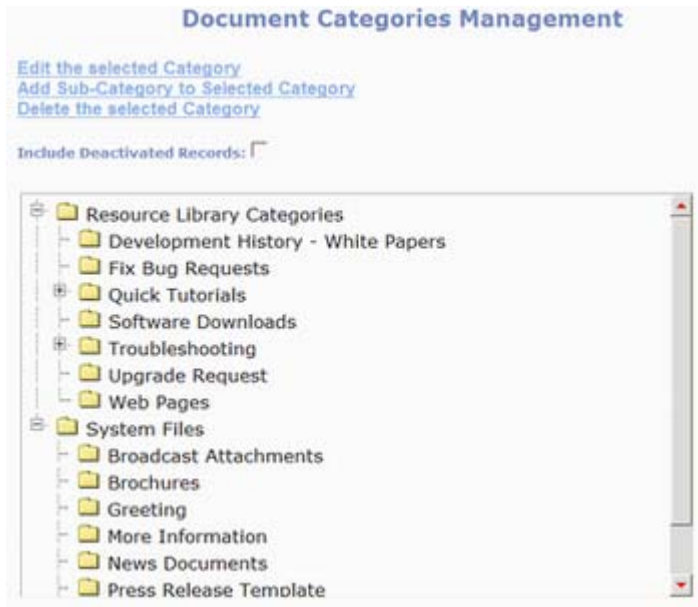 Document Categories Management
Edit the selected Category
Add Sub-Category to Selected Category
Delete the selected Category
Include Deactivated Records:
Resource Library Categories
Development History - White Papers
Fix Bug Requests
Quick Tutorials
Software Downloads
Troubleshooting
Upgrade Request
Web Pages
System Files
Broadcast Attachments
Brochures
Greeting
More Information
News Documents
Press Release Template